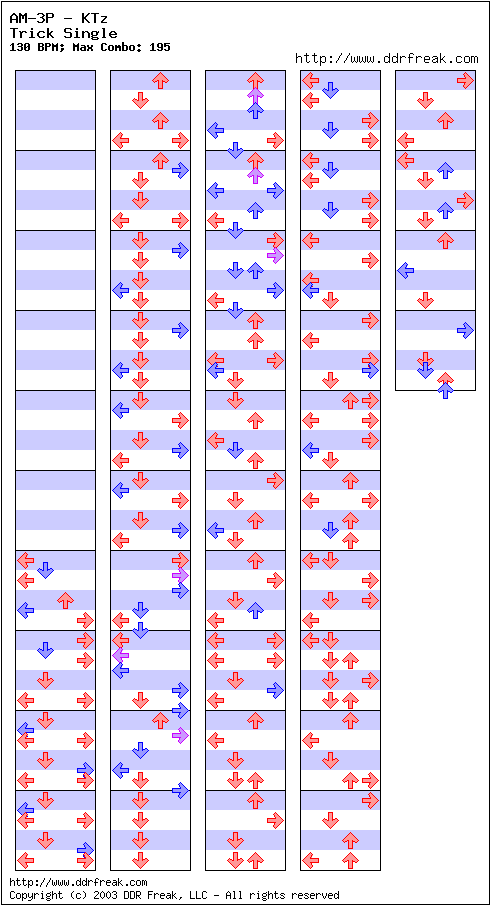 AM-3P - KTz
Trick Single
130 BPM; Max Combo: 195
http://www.ddrfreak.com
http://www.ddrfreak.com
Copyright (c) 2003 DDR Freak, LLC - All rights reserved